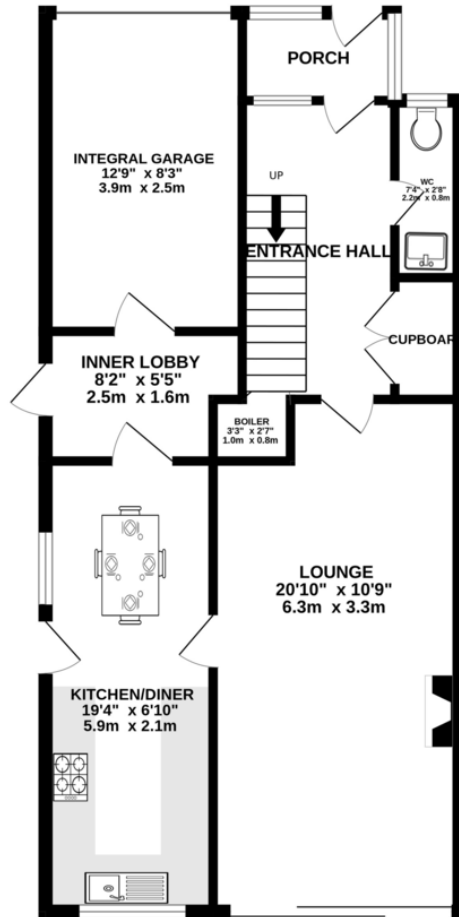 PORCH
INTEGRAL GARAGE
12'9" x 8'3"
3.9m x 2.5m
UP
WC
7'4" x 2'8"
2.2m x 0.8m
ENTRANCE HALL
CUPBOAR
INNER LOBBY
8'2" x 5'5"
2.5m x 1.6m
BOILER
3'3" x 2'7"
1.0m x 0.8m
LOUNGE
20'10" x 10'9"
6.3m x 3.3m
KITCHEN/DINER
19'4" x 6'10"
5.9m x 2.1m